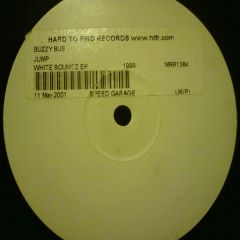 HARD TO FIND RECORDS www.htfr.com
BUZZY BUS
JUMP
WHITE BOUNCE EP 1999 MR6138x
11 May 2001 SPEED GARAGE UK(P)